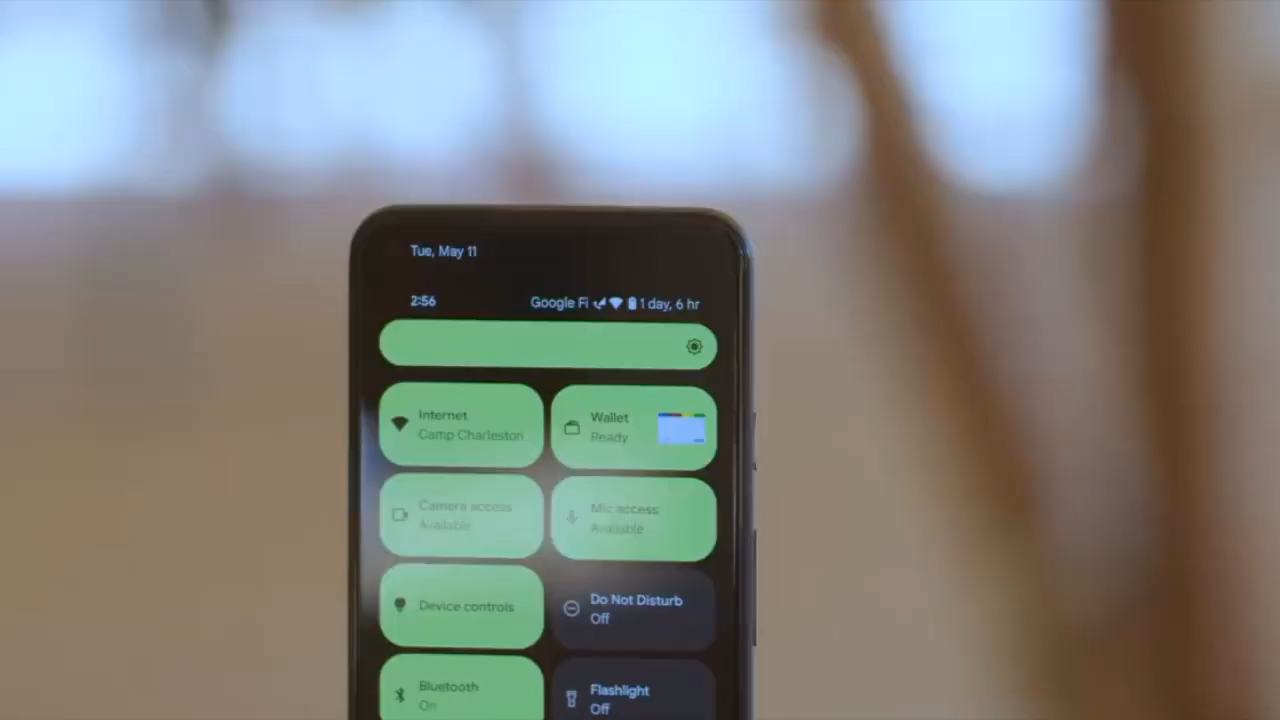 Tue, May 11
2:56
Google Fi
1 day, 6 hr
Internet
Camp Charleston
Wallet
Ready
Camera access
Available
Mic access
Available
Device controls
Do Not Disturb
Off
Bluetooth
On
Flashlight
Off